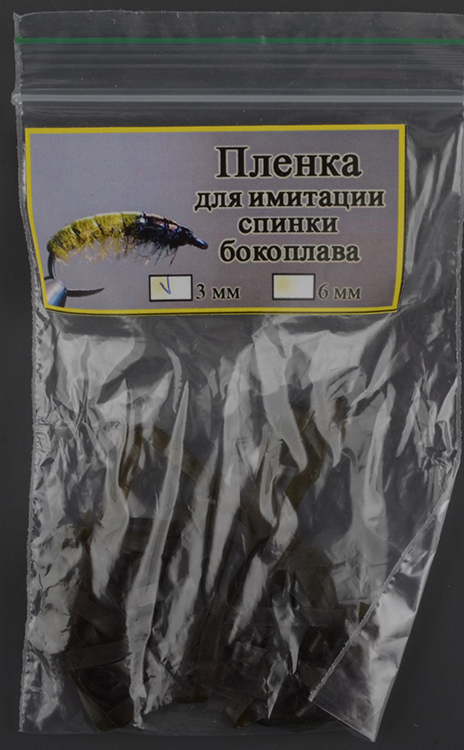 Пленка
для имитации
спинки
бокоплава
3 мм 6 мм